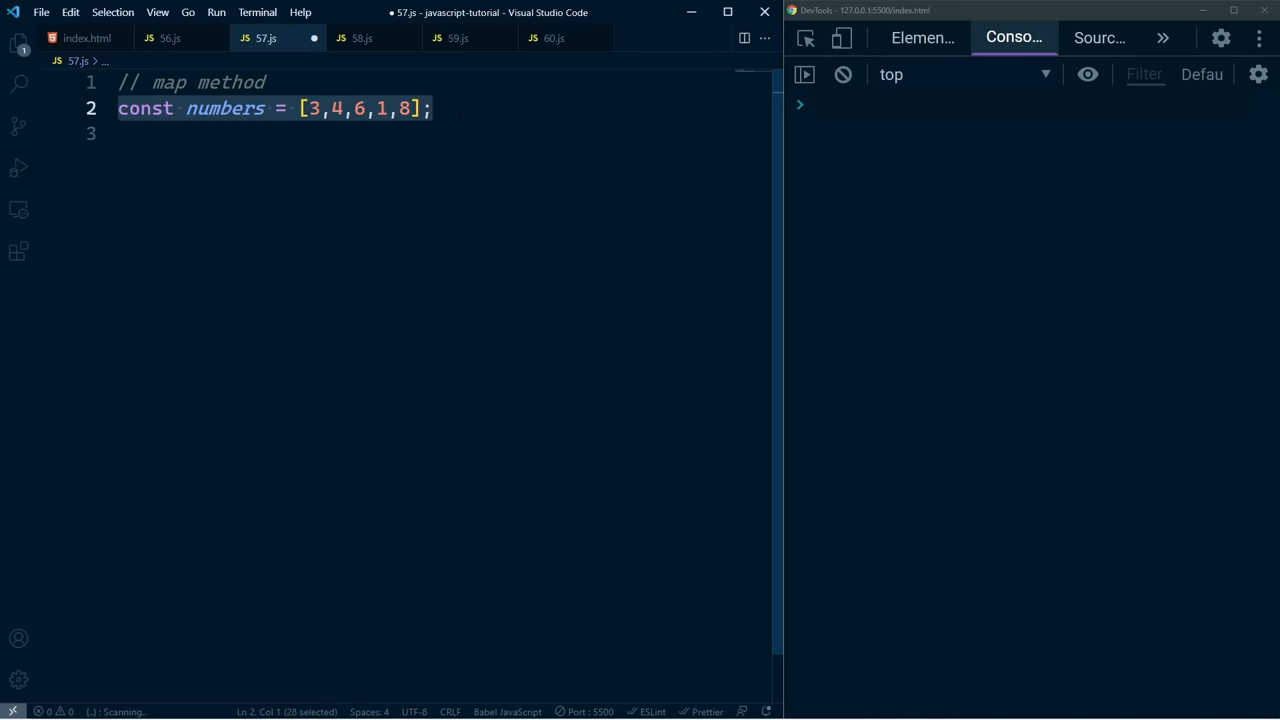 File Edit Selection View Go Run Terminal Help
● 57.js - javascript-tutorial - Visual Studio Code
index.html JS 56.js JS 57.js ● JS 58.js JS 59.js JS 60.js
JS 57.js > ...
1 // map method
2 const numbers = [3,4,6,1,8];
3
1
0 0 {..} : Scanning.. Ln 2, Col 1 (28 selected) Spaces: 4 UTF-8 CRLF Babel JavaScript Port : 5500 ESLint Prettier
DevTools - 127.0.0.1:5500/index.html
Elemen... Conso... Sourc...
top Filter Defau